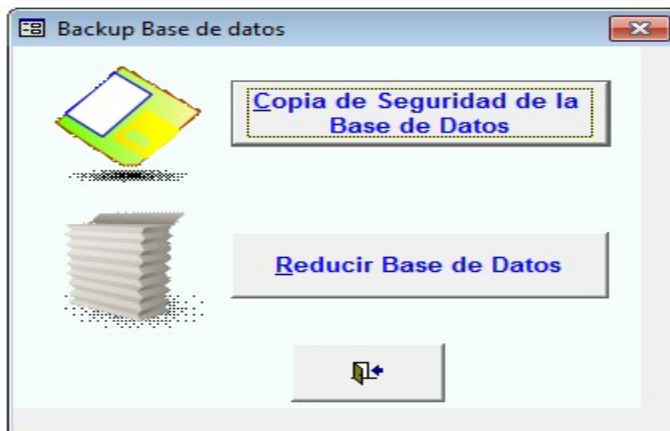 Backup Base de datos
Copia de Seguridad de la
Base de Datos
Reducir Base de Datos